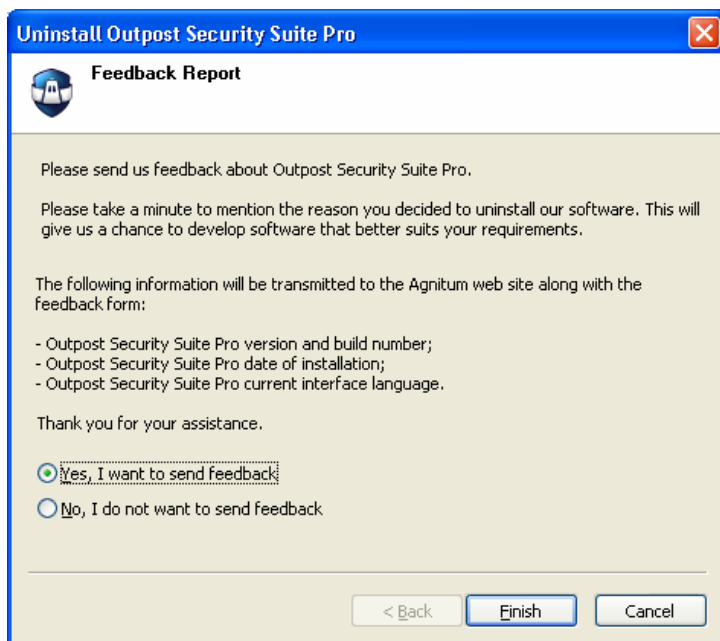 Uninstall Outpost Security Suite Pro
Feedback Report
Please send us feedback about Outpost Security Suite Pro.
Please take a minute to mention the reason you decided to uninstall our software. This will
give us a chance to develop software that better suits your requirements.
The following information will be transmitted to the Agnitum web site along with the
feedback form:
- Outpost Security Suite Pro version and build number;
- Outpost Security Suite Pro date of installation;
- Outpost Security Suite Pro current interface language.
Thank you for your assistance.
Yes, I want to send feedback
No, I do not want to send feedback
< Back Finish Cancel